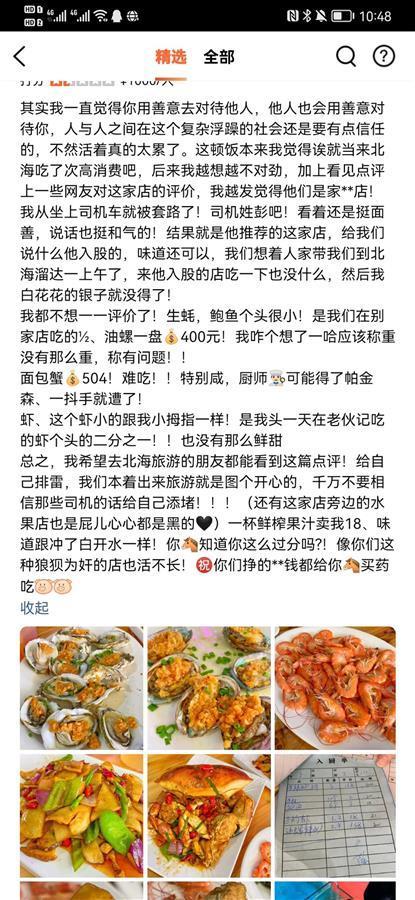 HD 1
HD 2
4G
4G
10:48
精选
全部
¥1000/人
其实我一直觉得你用善意去对待他人，他人也会用善意对
待你，人与人之间在这个复杂浮躁的社会还是要有点信任
的，不然活着真的太累了。这顿饭本来我觉得诶就当来北
海吃了次高消费吧，后来我越想越不对劲，加上看见点评
上一些网友对这家店的评价，我越发觉得他们是家**店！
我从坐上司机车就被套路了！司机姓彭吧！看着还是挺面
善，说话也挺和气的！结果就是他推荐的这家店，给我们
说什么他入股的，味道还可以，我们想着人家带我们到北
海溜达一上午了，来他入股的店吃一下也没什么，然后我
白花花的银子就没得了！
我都不想一一评价了！生蚝，鲍鱼个头很小！是我们在别
家店吃的½、油螺一盘💰400元！我咋个想了一哈应该称重
没有那么重，称有问题！！
面包蟹💰504！难吃！！特别咸，厨师👨‍🍳可能得了帕金
森、一抖手就遭了！
虾、这个虾小的跟我小拇指一样！是我头一天在老伙记吃
的虾个头的二分之一！！也没有那么鲜甜
总之，我希望去北海旅游的朋友都能看到这篇点评！给自
己排雷，我们本着出来旅游就是图个开心的，千万不要相
信那些司机的话给自己添堵！！！（还有这家店旁边的水
果店也是屁儿心心都是黑的🖤）一杯鲜榨果汁卖我18、味
道跟冲了白开水一样！你🐴知道你这么过分吗?！像你们这
种狼狈为奸的店也活不长！㊗️你们挣的**钱都给你🐴买药
吃🐷🐷
收起
入回单